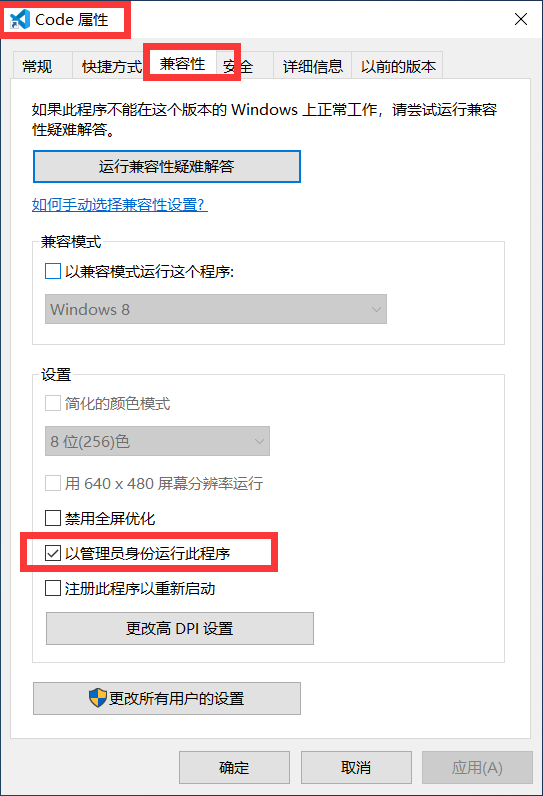 Code 属性
常规 快捷方式 兼容性 安全 详细信息 以前的版本
如果此程序不能在这个版本的 Windows 上正常工作，请尝试运行兼容
性疑难解答。
运行兼容性疑难解答
如何手动选择兼容性设置?
兼容模式
以兼容模式运行这个程序:
Windows 8
设置
简化的颜色模式
8 位(256)色
用 640 x 480 屏幕分辨率运行
禁用全屏优化
以管理员身份运行此程序
注册此程序以重新启动
更改高 DPI 设置
更改所有用户的设置
确定 取消 应用(A)